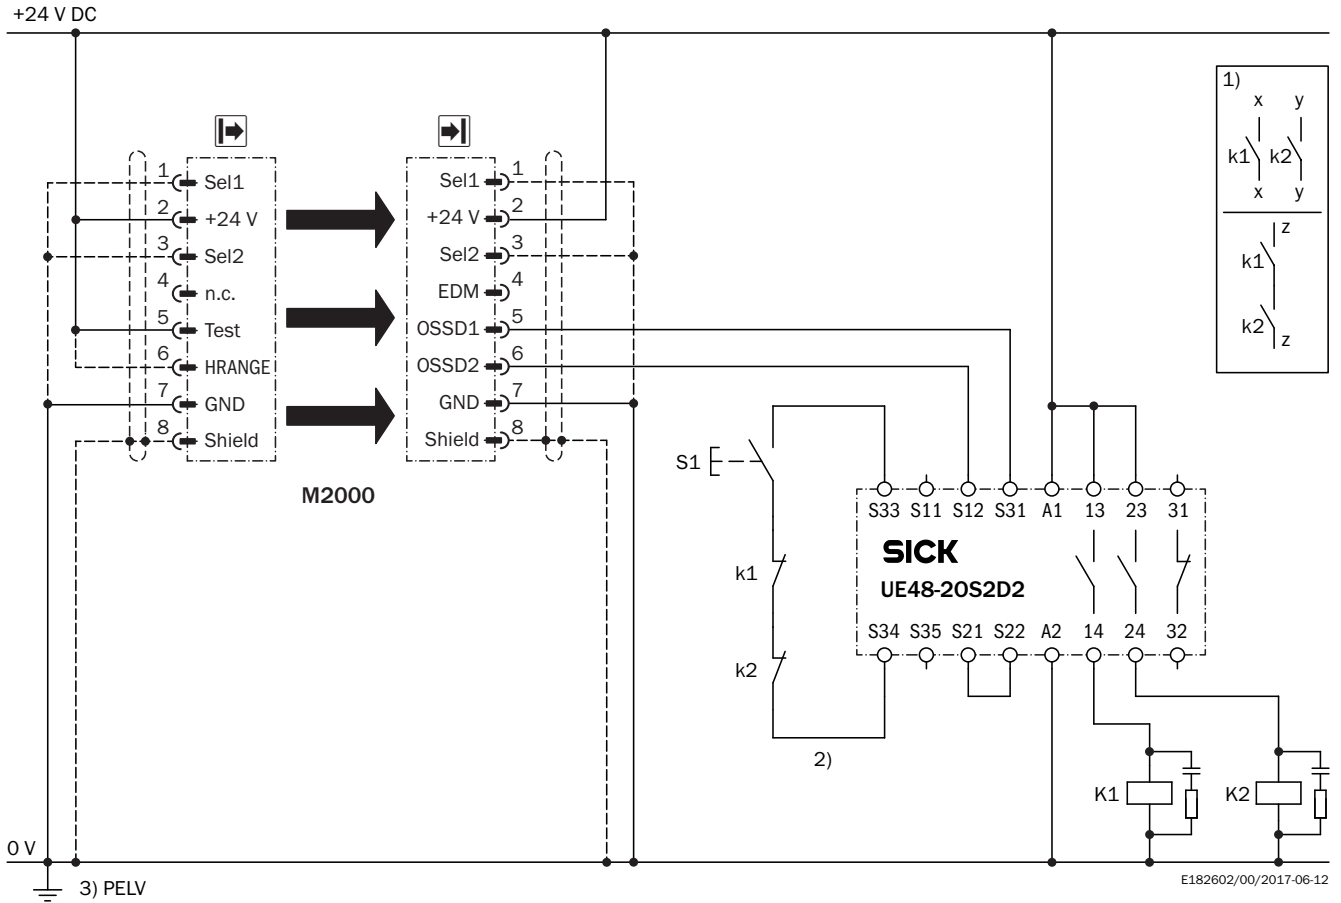 +24 V DC
1)
x y
k1 k2
x y
z
k1
k2
z
1 Sel1
2 +24 V
3 Sel2
4 n.c.
5 Test
6 HRANGE
7 GND
8 Shield
Sel1 1
+24 V 2
Sel2 3
EDM 4
OSSD1 5
OSSD2 6
GND 7
Shield 8
M2000
S1
k1
k2
2)
S33 S11 S12 S31 A1 13 23 31
SICK
UE48-2OS2D2
S34 S35 S21 S22 A2 14 24 32
K1 K2
0 V
3) PELV
E182602/00/2017-06-12